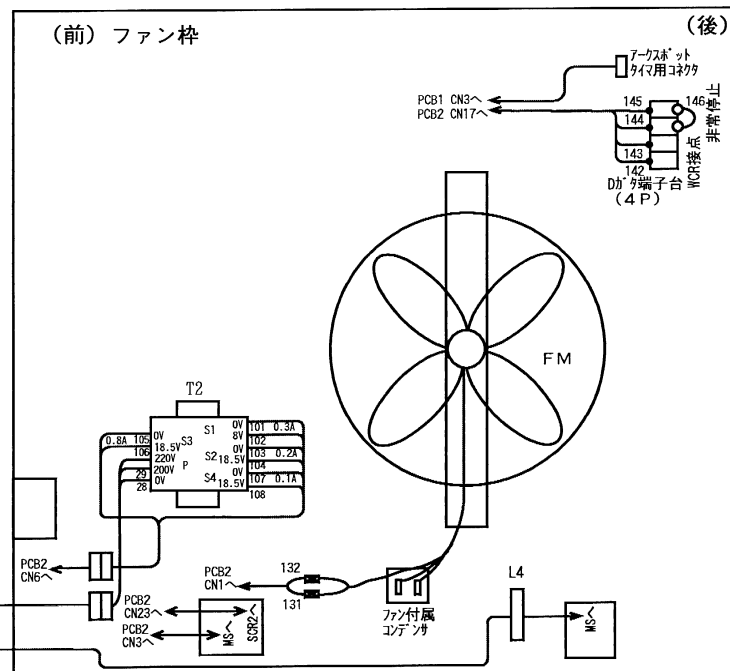 (前) ファン枠
(後)
アークスポット
タイマ用コネクタ
PCB1 CN3へ
PCB2 CN17へ
145
146
144
143
142
非常停止
WCR接点
Dガタ端子台
(4P)
FM
T2
0.8A
105
106
29
28
0V
18.5V
220V
200V
0V
S3
P
S1
S2
S4
0V
8V
0V
18.5V
0V
18.5V
101
0.3A
102
103
0.2A
104
107
0.1A
108
PCB2
CN6へ
PCB2
CN1へ
132
131
ファン付属
コンデンサ
L4
PCB2
CN23へ
PCB2
CN3へ
SCR2へ
MSへ
MSへ